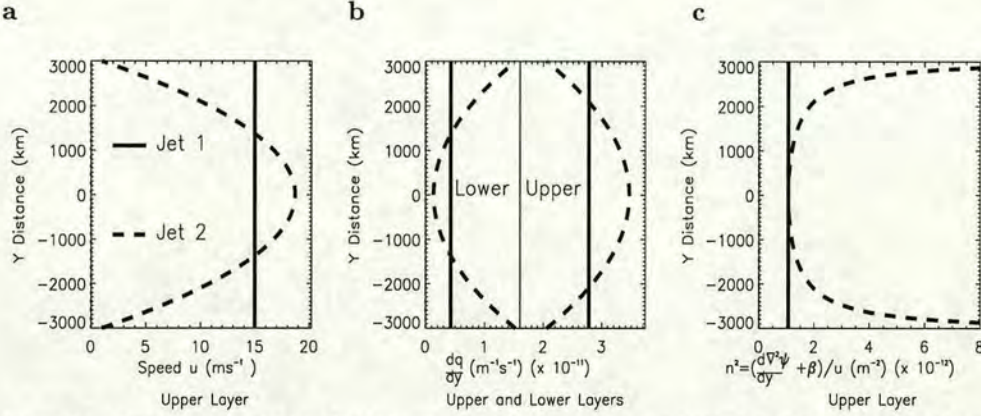 a
Y Distance (km)
3000
2000
1000
0
−1000
−2000
−3000
Jet 1
Jet 2
0 5 10 15 20
Speed u (ms⁻¹)
Upper Layer
b
Y Distance (km)
3000
2000
1000
0
−1000
−2000
−3000
Lower Upper
0 1 2 3
dq/dy (m⁻¹s⁻¹) (x 10⁻¹¹)
Upper and Lower Layers
c
Y Distance (km)
3000
2000
1000
0
−1000
−2000
−3000
0 2 4 6 8
n²=(d∇²ψ/dy +β)/u (m⁻²) (x 10⁻¹²)
Upper Layer